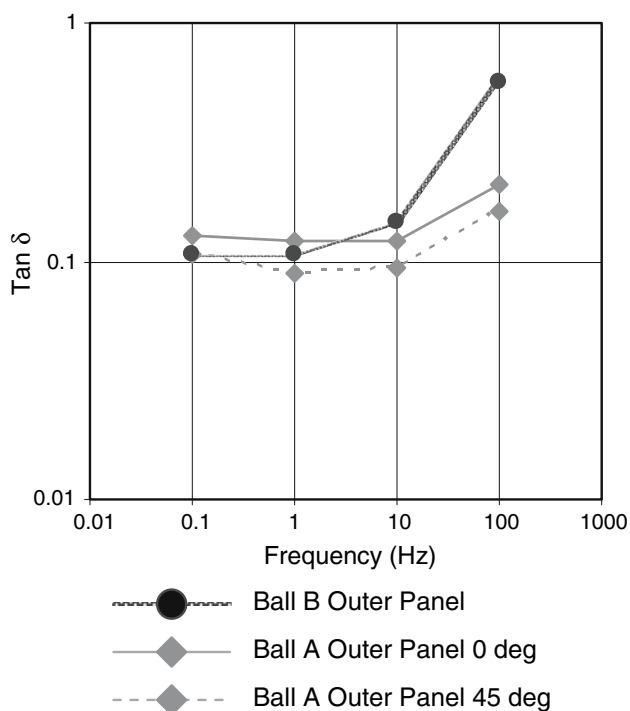 1
0.1
0.01
Tan δ
0.01 0.1 1 10 100 1000
Frequency (Hz)
Ball B Outer Panel
Ball A Outer Panel 0 deg
Ball A Outer Panel 45 deg